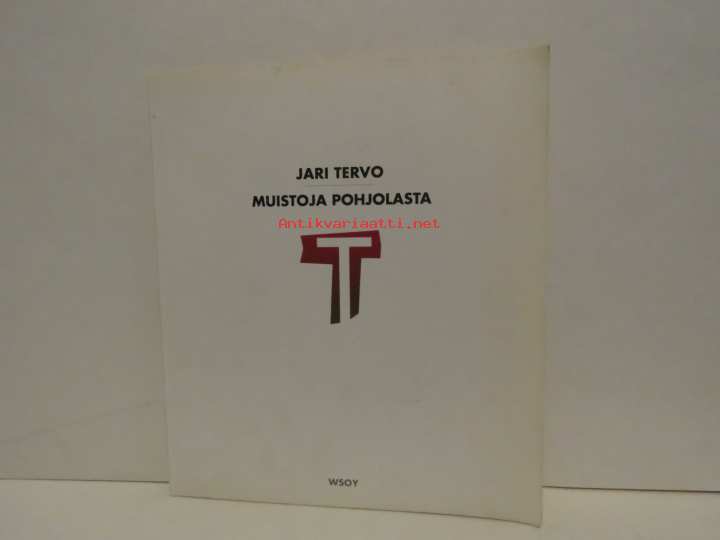 JARI TERVO
MUISTOJA POHJOLASTA
Antikvariaatti.net
T
WSOY